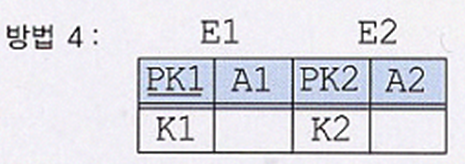 방법 4: E1 E2
PK1 A1 PK2 A2
K1 K2